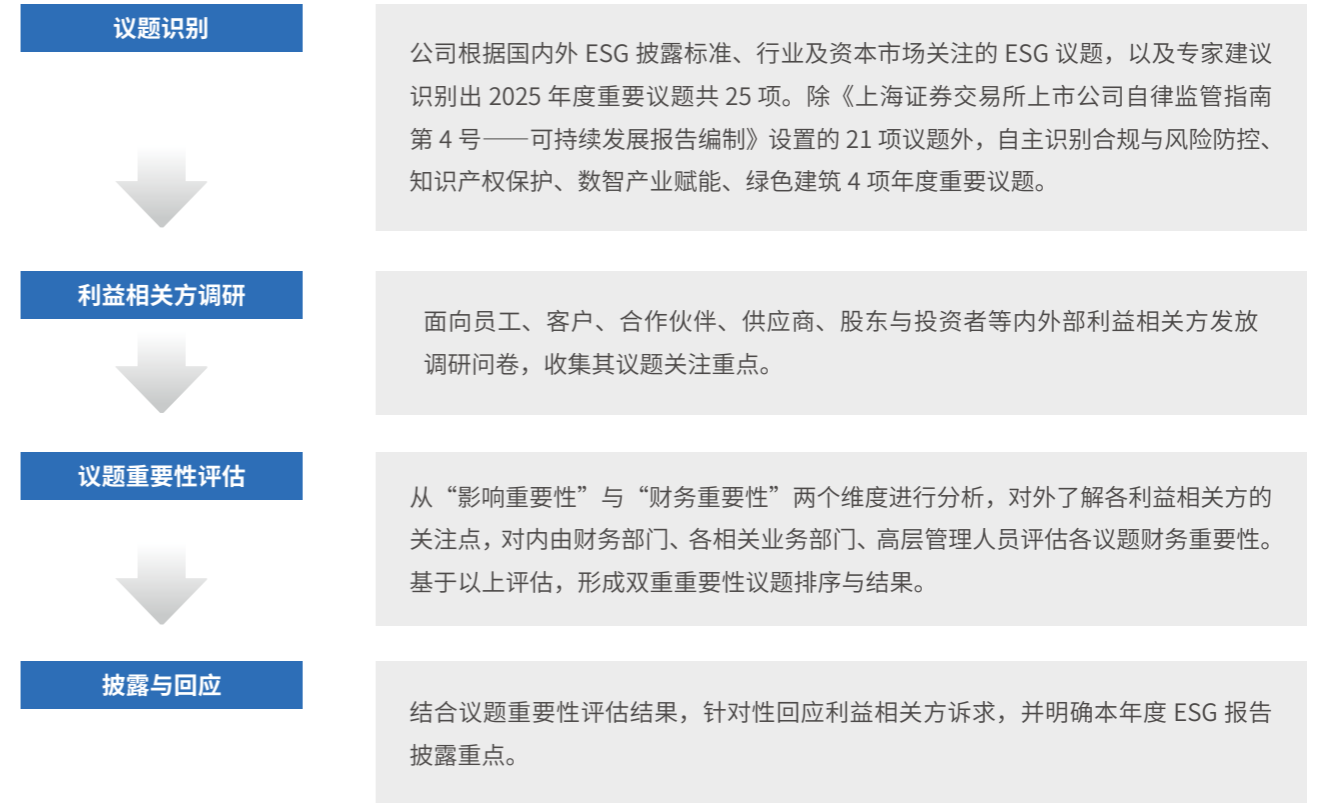 议题识别
公司根据国内外 ESG 披露标准、行业及资本市场关注的 ESG 议题，以及专家建议
识别出 2025 年度重要议题共 25 项。除《上海证券交易所上市公司自律监管指南
第 4 号——可持续发展报告编制》设置的 21 项议题外，自主识别合规与风险防控、
知识产权保护、数智产业赋能、绿色建筑 4 项年度重要议题。
利益相关方调研
面向员工、客户、合作伙伴、供应商、股东与投资者等内外部利益相关方发放
调研问卷，收集其议题关注重点。
议题重要性评估
从“影响重要性”与“财务重要性”两个维度进行分析，对外了解各利益相关方的
关注点，对内由财务部门、各相关业务部门、高层管理人员评估各议题财务重要性。
基于以上评估，形成双重重要性议题排序与结果。
披露与回应
结合议题重要性评估结果，针对性回应利益相关方诉求，并明确本年度 ESG 报告
披露重点。